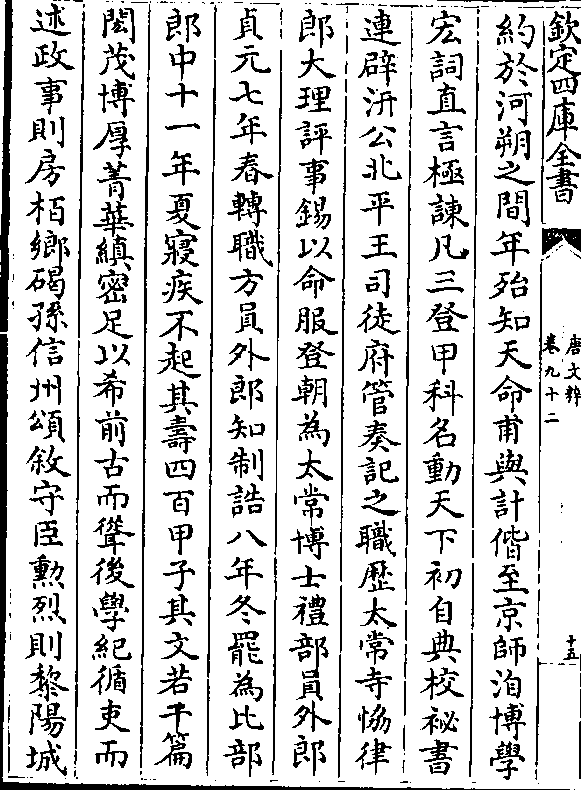 欽定四庫全書
唐文粹
卷九十二
十五
約於河朔之間年殆知天命甫與計偕至京師洎博學
宏詞直言極諫凡三登甲科名動天下初自典校祕書
連辟汧公北平王司徒府管奏記之職歷太常寺恊律
郎大理評事錫以命服登朝為太常博士禮部員外郎
貞元七年春轉職方員外郎知制誥八年冬罷為比部
郎中十一年夏寢疾不起其壽四百甲子其文若干篇
閎茂博厚菁華縝密足以希前古而聳後學紀循吏而
述政事則房栢鄉碣孫信州頌敘守臣勲烈則黎陽城